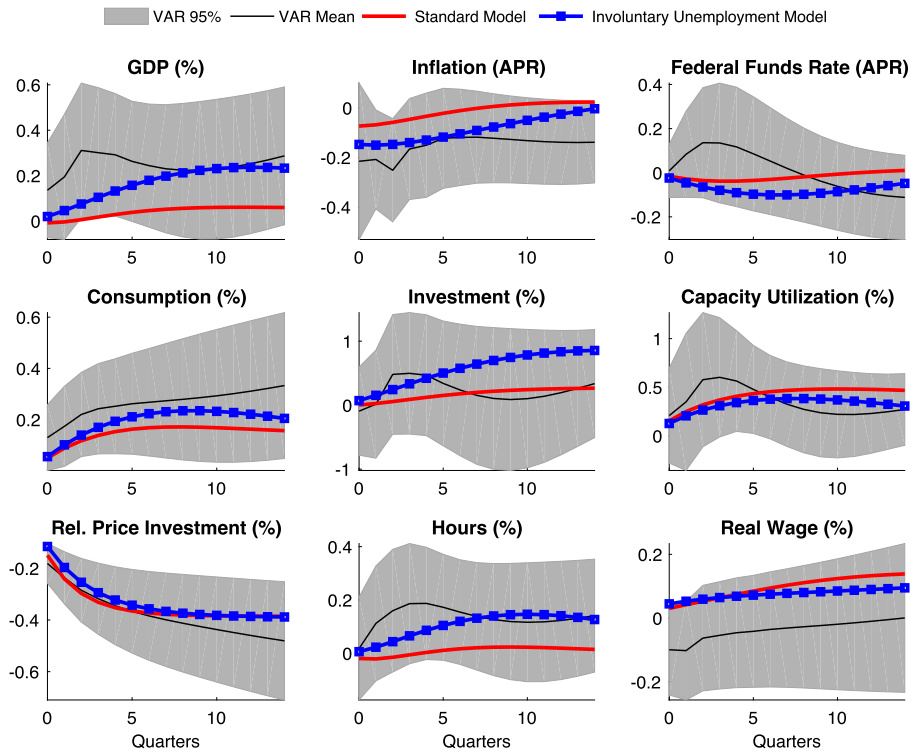 VAR 95% VAR Mean Standard Model Involuntary Unemployment Model
GDP (%) Inflation (APR) Federal Funds Rate (APR)
0.6 0.4 0.2 0
0 5 10
0 -0.2 -0.4
0 5 10
0.4 0.2 0 -0.2
0 5 10
Consumption (%) Investment (%) Capacity Utilization (%)
0.6 0.4 0.2
0 5 10
1 0 -1
0 5 10
1 0.5 0
0 5 10
Rel. Price Investment (%) Hours (%) Real Wage (%)
-0.2 -0.4 -0.6
0 5 10
0.4 0.2 0
0 5 10
0.2 0 -0.2
0 5 10
Quarters Quarters Quarters